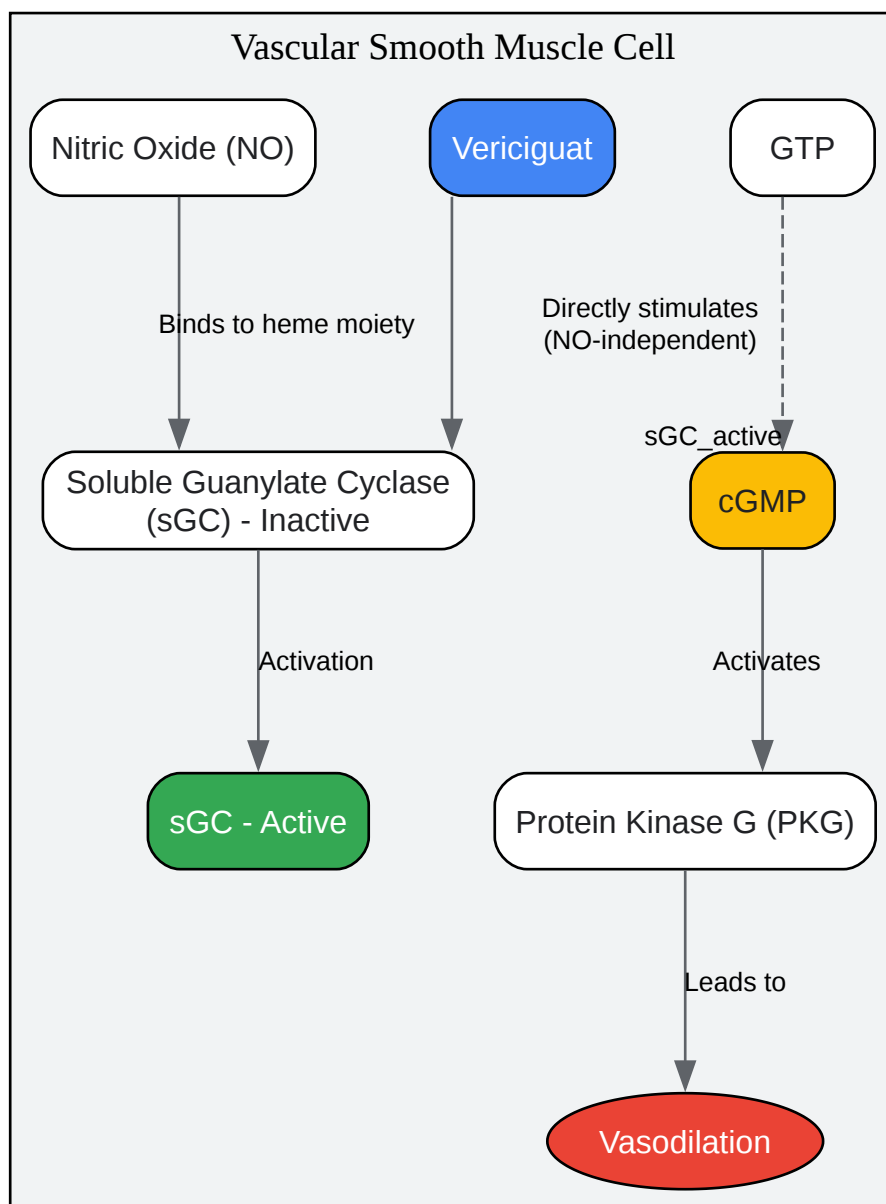 Vascular Smooth Muscle Cell
Nitric Oxide (NO)
Vericiguat
GTP
Binds to heme moiety
Directly stimulates
(NO-independent)
sGC_active
Soluble Guanylate Cyclase
(sGC) - Inactive
cGMP
Activation
Activates
sGC - Active
Protein Kinase G (PKG)
Leads to
Vasodilation